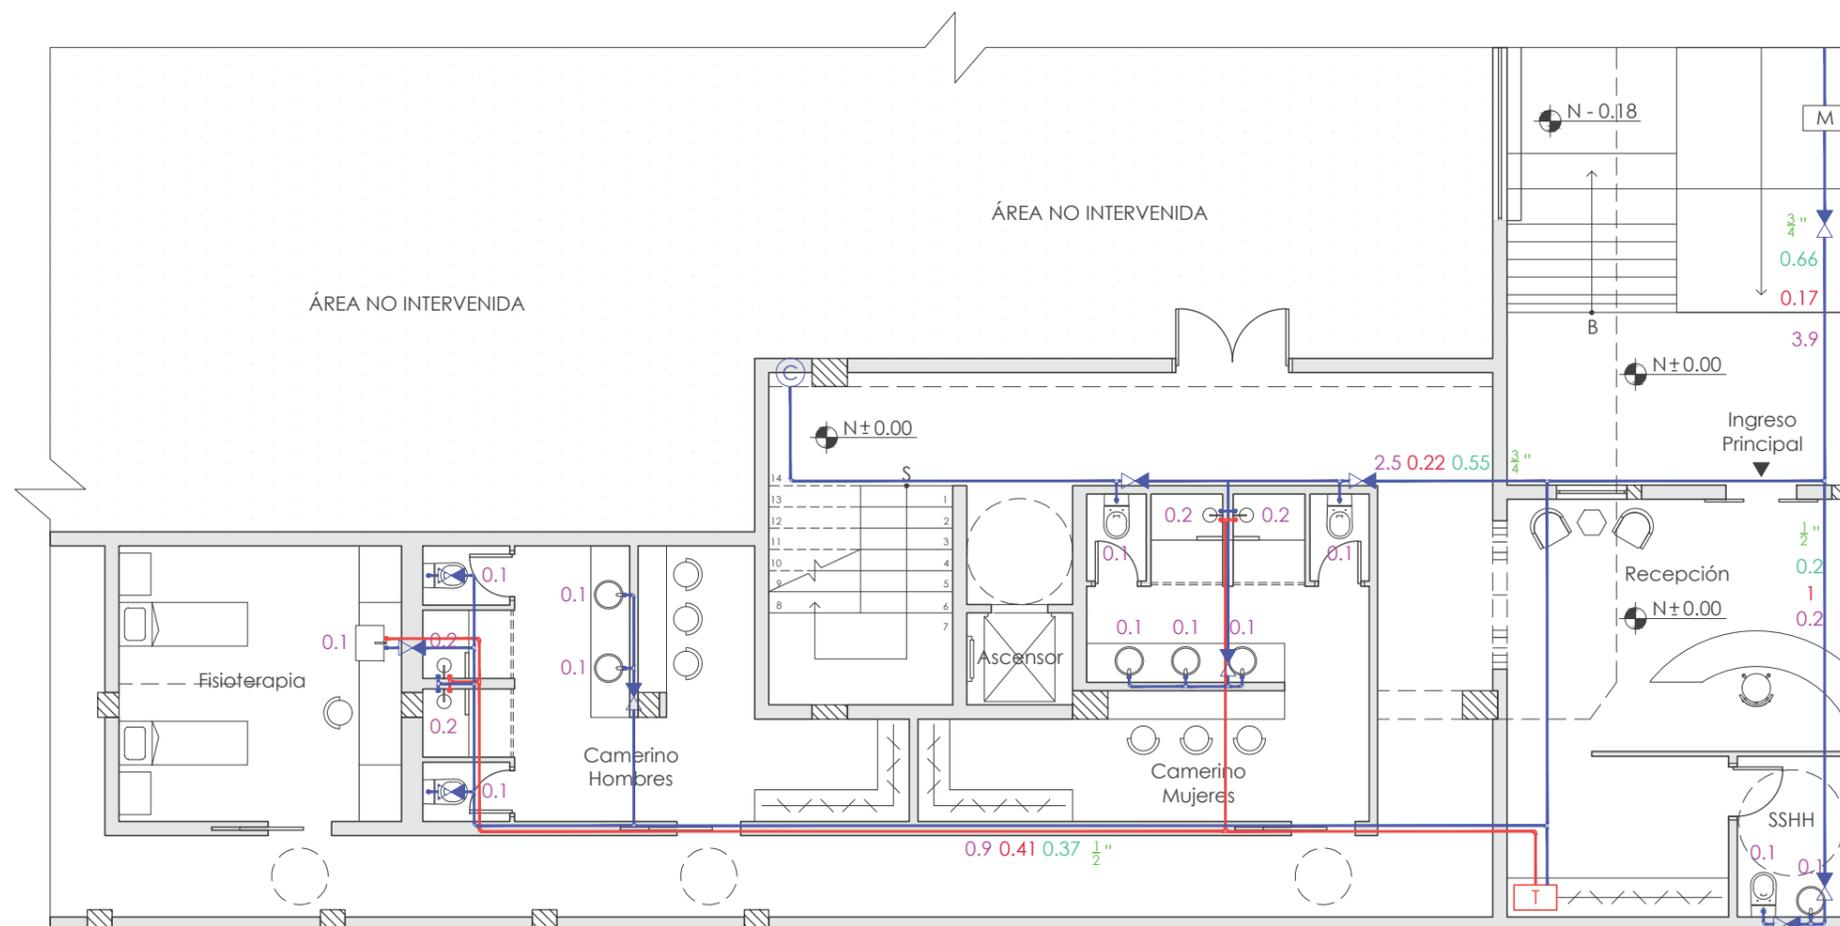 N - 0.18
M
ÁREA NO INTERVENIDA
3/4"
0.66
ÁREA NO INTERVENIDA
0.17
B
3.9
C
N±0.00
N±0.00
Ingreso
Principal
2.5 0.22 0.55 3/4"
S
14
13
12
11
10
9
8
1
2
3
4
5
6
7
0.2
0.2
0.1
0.1
1/2"
0.2
1
0.2
Recepción
N±0.00
0.1
0.1
0.1
0.2
0.1
0.2
0.1
0.1
0.1
0.1
0.1
Ascensor
Fisioterapia
Camerino
Hombres
Camerino
Mujeres
SSHH
0.9 0.41 0.37 1/2"
0.1
0.1
T